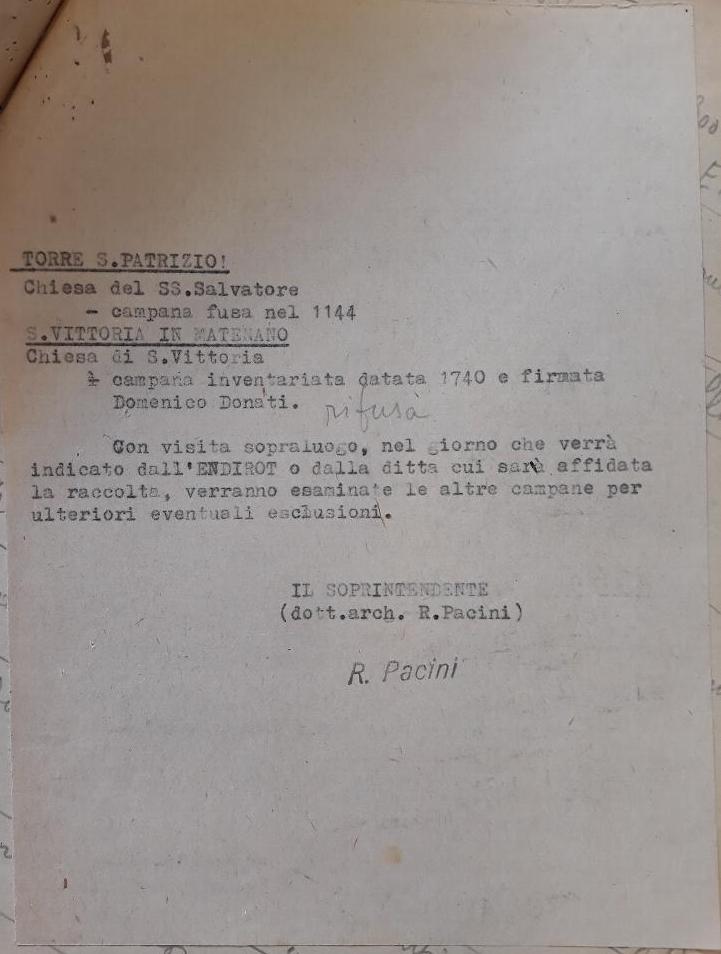 TORRE S.PATRIZIO!
Chiesa del SS.Salvatore
- campana fusa nel 1144
S.VITTORIA IN MATENANO
Chiesa di S.Vittoria
- campana inventariata datata 1740 e firmata
Domenico Donati. rifusa
Con visita sopraluogo, nel giorno che verrà
indicato dall'ENDIROT o dalla ditta cui sarà affidata
la raccolta, verranno esaminate le altre campane per
ulteriori eventuali esclusioni.
IL SOPRINTENDENTE
(dott.arch. R.Pacini)
R. Pacini